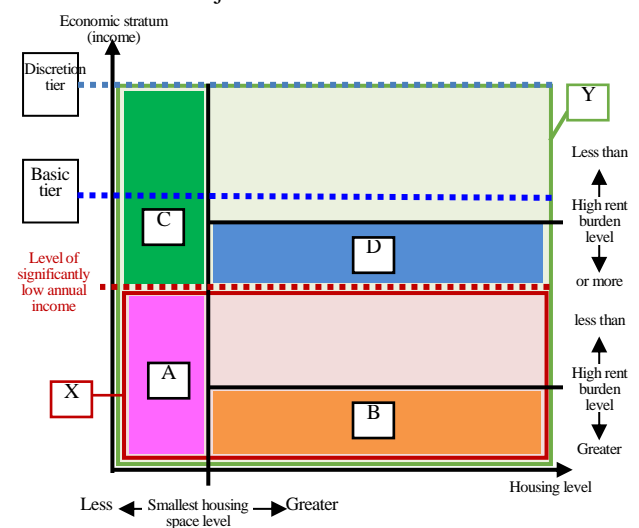 Economic stratum
(income)
Discretion
tier
Y
Less than
Basic
tier
C
High rent
burden
level
D
Level of
significantly
low annual
income
or more
less than
A
X
High rent
burden
level
B
Greater
Housing level
Less
Smallest housing
space level
Greater